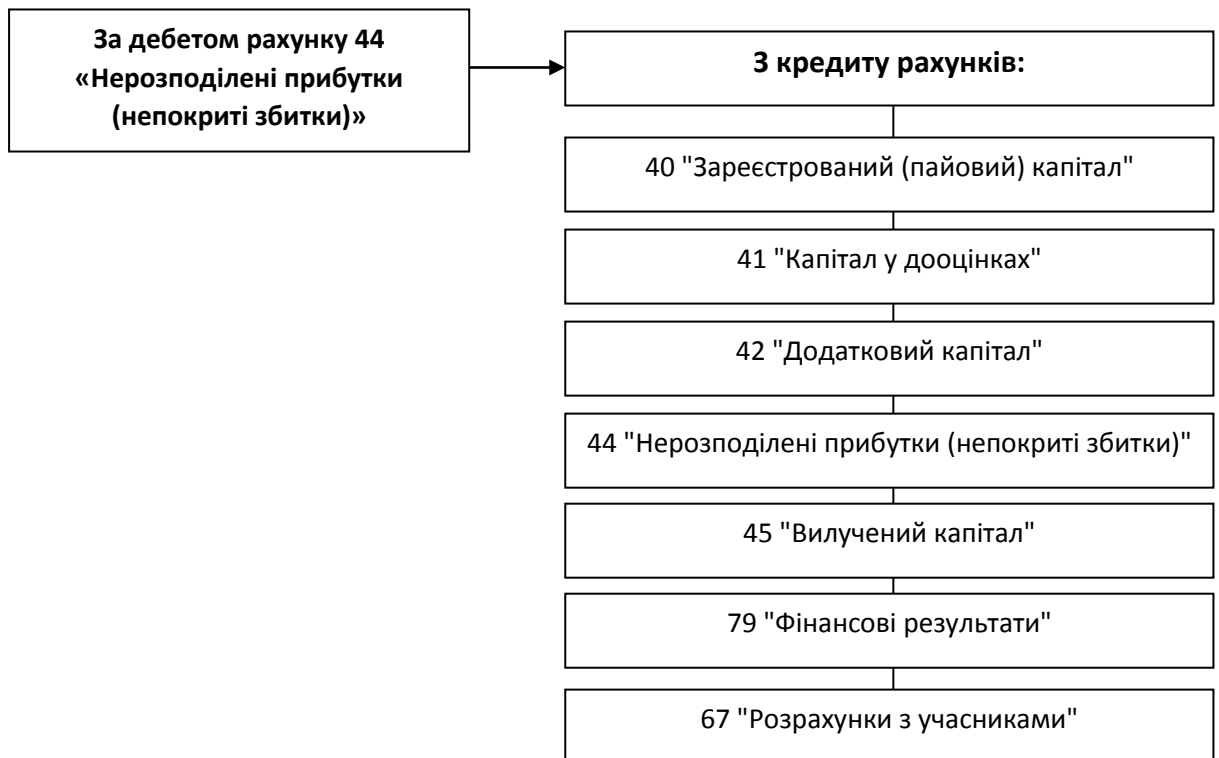 За дебетом рахунку 44
«Нерозподілені прибутки
(непокриті збитки)»
З кредиту рахунків:
40 "Зареєстрований (пайовий) капітал"
41 "Капітал у дооцінках"
42 "Додатковий капітал"
44 "Нерозподілені прибутки (непокриті збитки)"
45 "Вилучений капітал"
79 "Фінансові результати"
67 "Розрахунки з учасниками"